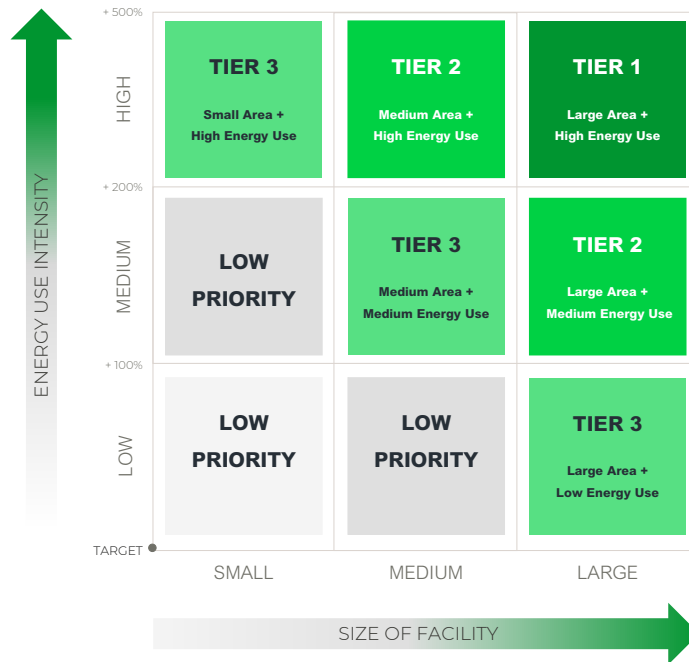 + 500%
HIGH
TIER 3
Small Area +
High Energy Use
TIER 2
Medium Area +
High Energy Use
TIER 1
Large Area +
High Energy Use
+ 200%
ENERGY USE INTENSITY
MEDIUM
LOW
PRIORITY
TIER 3
Medium Area +
Medium Energy Use
TIER 2
Large Area +
Medium Energy Use
+ 100%
LOW
LOW
PRIORITY
LOW
PRIORITY
TIER 3
Large Area +
Low Energy Use
TARGET
SMALL
MEDIUM
LARGE
SIZE OF FACILITY